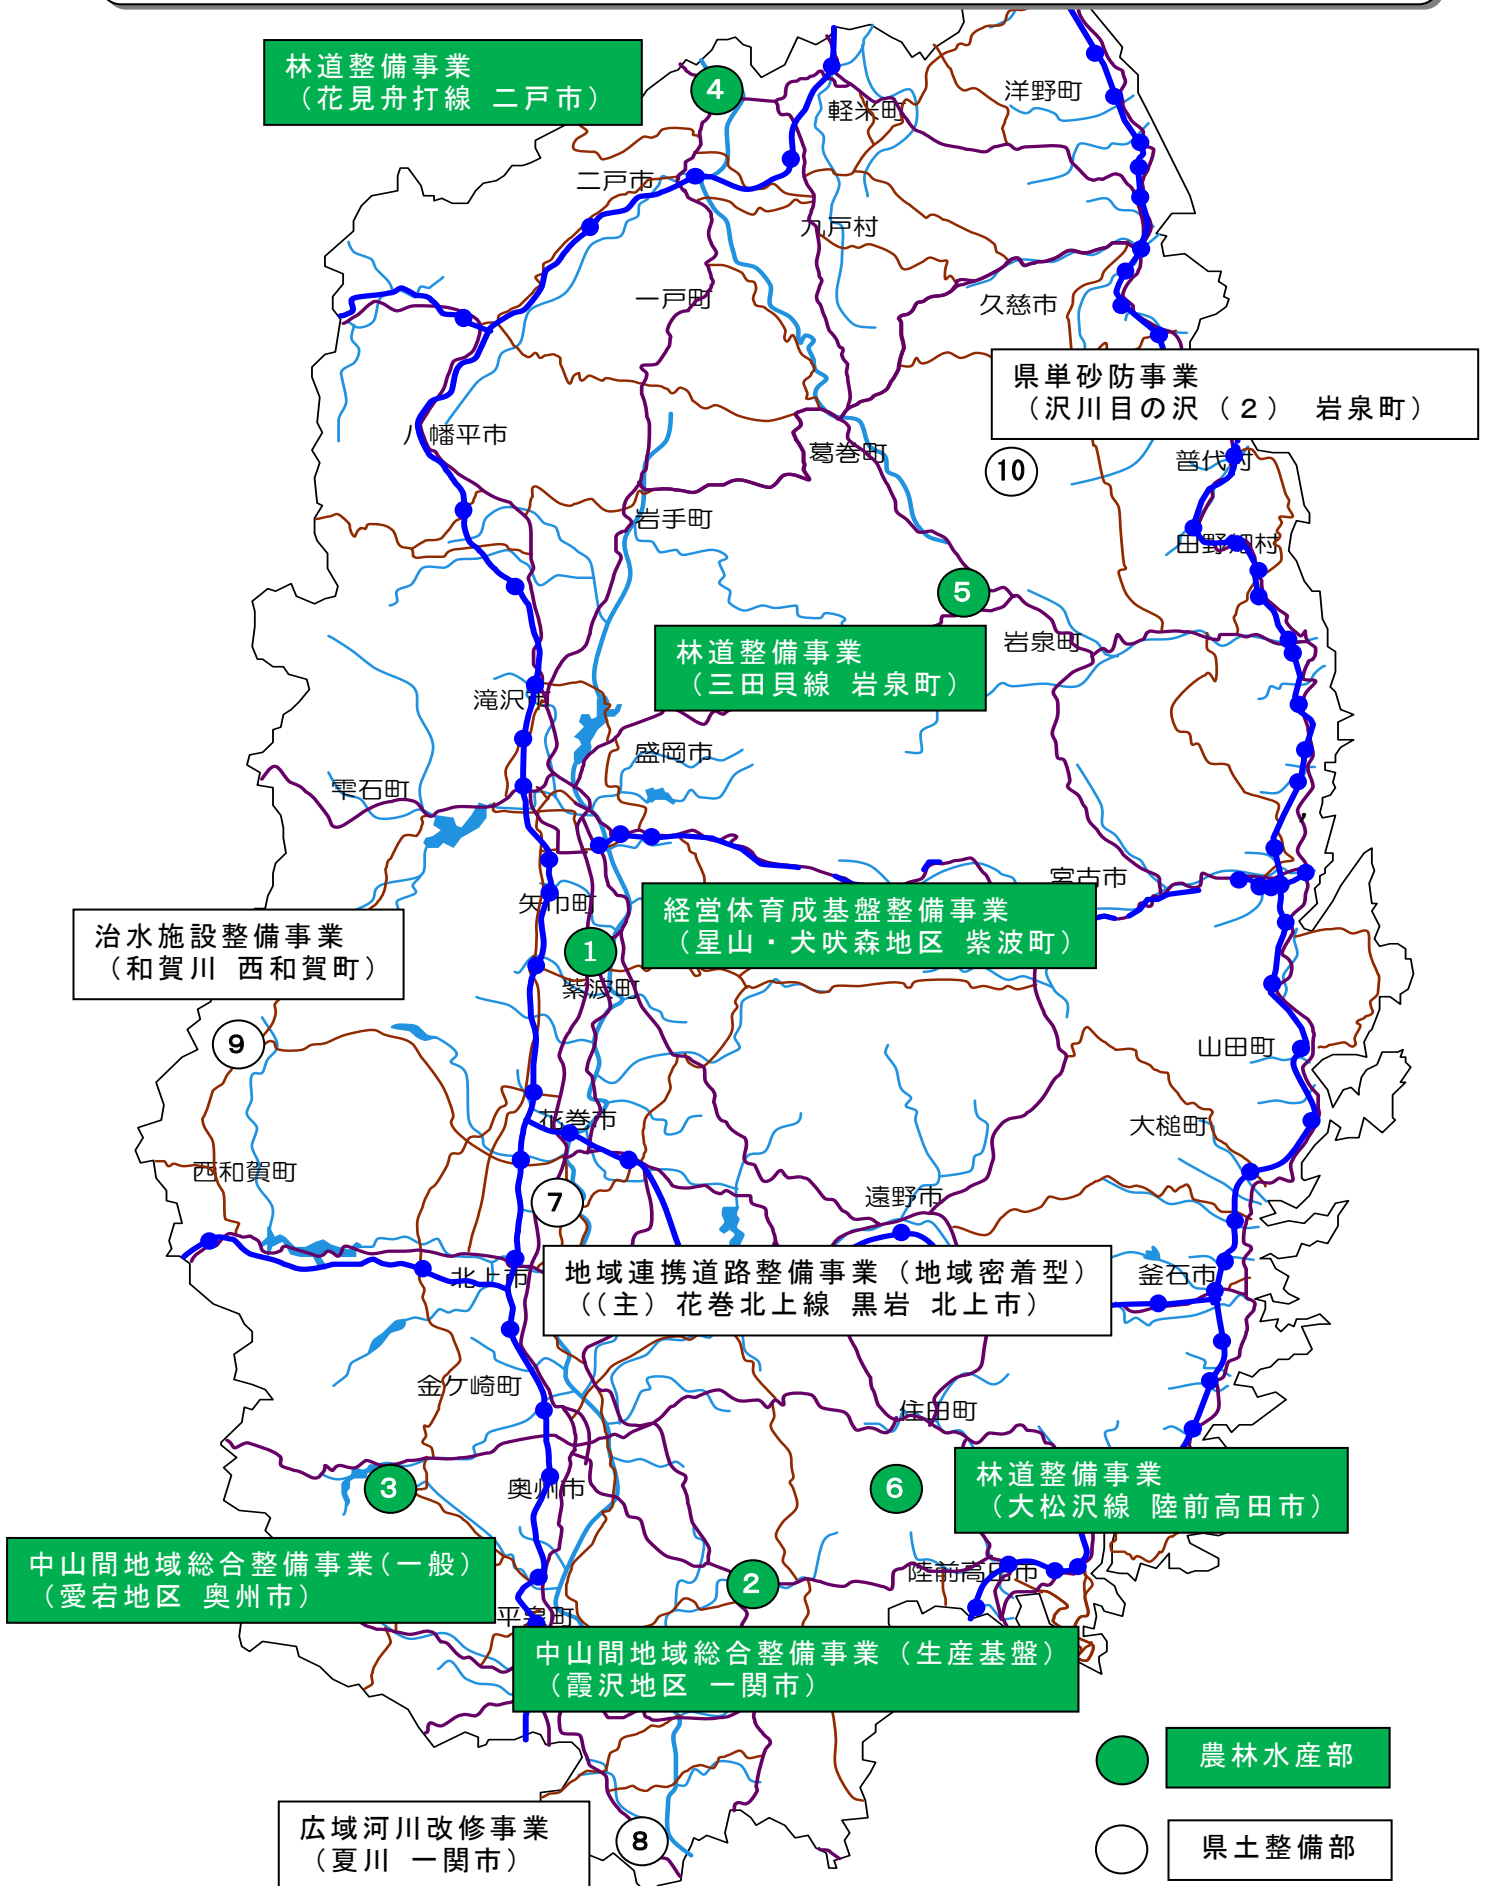 林道整備事業
（花見舟打線 二戸市）
4
軽米町
洋野町
二戸市
九戸村
一戸町
久慈市
県単砂防事業
（沢川目の沢（２） 岩泉町）
八幡平市
葛巻町
10
普代村
岩手町
田野畑村
5
林道整備事業
（三田貝線 岩泉町）
岩泉町
滝沢市
盛岡市
雫石町
宮古市
矢巾町
経営体育成基盤整備事業
（星山・犬吠森地区 紫波町）
治水施設整備事業
（和賀川 西和賀町）
1
紫波町
9
山田町
花巻市
大槌町
西和賀町
7
遠野市
地域連携道路整備事業（地域密着型）
（(主）花巻北上線 黒岩 北上市）
北上市
釜石市
金ケ崎町
住田町
3
奥州市
6
林道整備事業
（大松沢線 陸前高田市）
中山間地域総合整備事業(一般）
（愛宕地区 奥州市）
2
陸前高田市
平泉町
中山間地域総合整備事業（生産基盤）
（霞沢地区 一関市）
農林水産部
広域河川改修事業
（夏川 一関市）
8
県土整備部